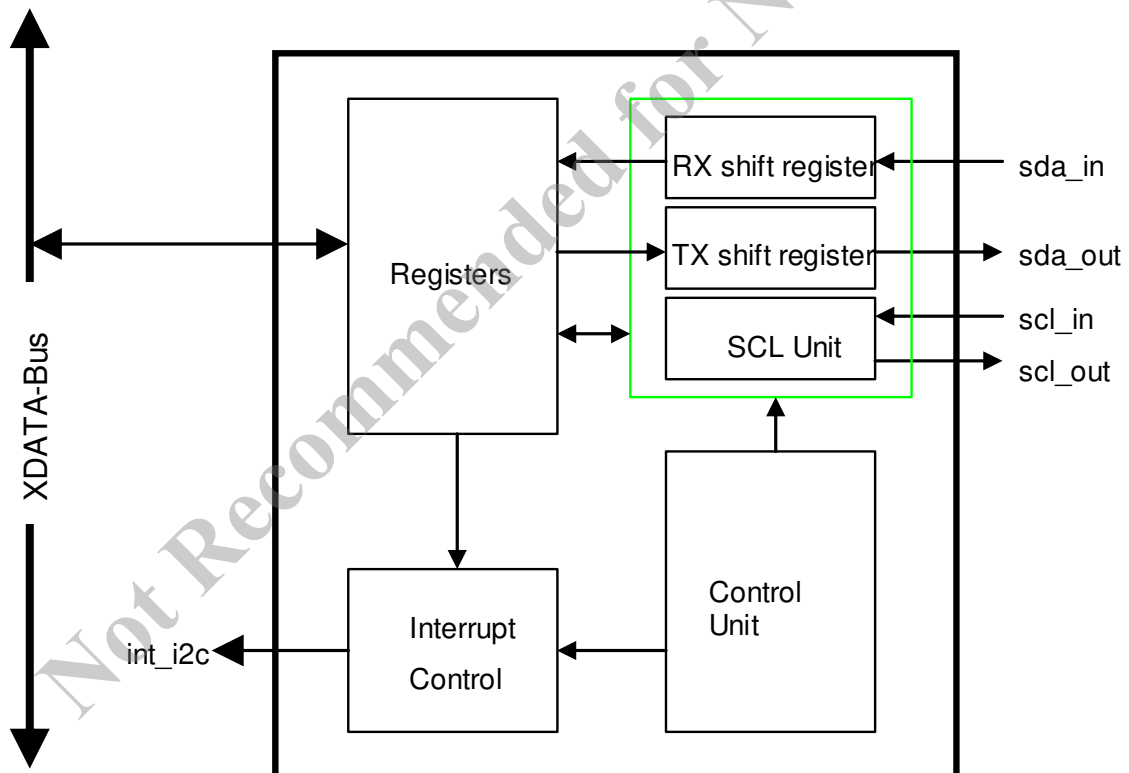 RX shift register
sda_in
TX shift register
sda_out
Registers
scl_in
SCL Unit
scl_out
XDATA-Bus
Control
Unit
Interrupt
Control
int_i2c
Not Recommended for N